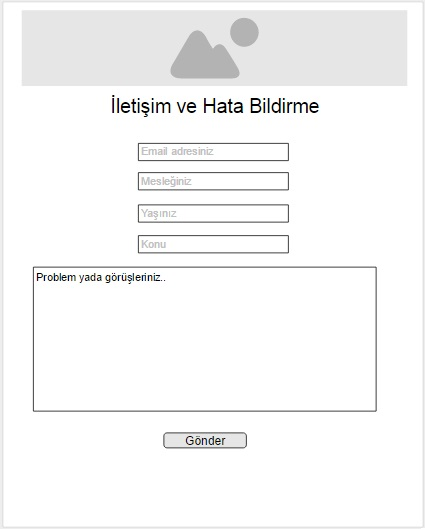 İletişim ve Hata Bildirme
Email adresiniz
Mesleğiniz
Yaşınız
Konu
Problem yada görüşleriniz..
Gönder